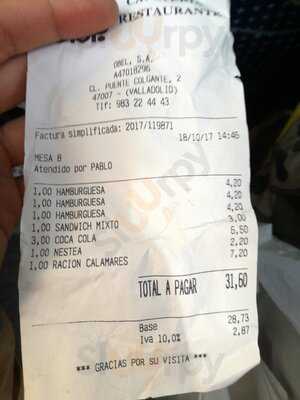 RESTAURANTE
OBEL, S.A.
A47018296
CL. PUENTE COLGANTE, 2
47007 - (VALLADOLID)
Tlf: 983 22 44 43
Factura simplificada: 2017/119871
18/10/17 14:46
MESA 8
Atendido por PABLO
1,00 HAMBURGUESA 4,20
1,00 HAMBURGUESA 4,20
1,00 HAMBURGUESA 4,20
1,00 SANDWICH MIXTO 3,00
3,00 COCA COLA 6,60
1,00 NESTEA 2,20
1,00 RACION CALAMARES 7,20
TOTAL A PAGAR 31,60
Base 28,73
Iva 10,0% 2,87
*** GRACIAS POR SU VISITA ***